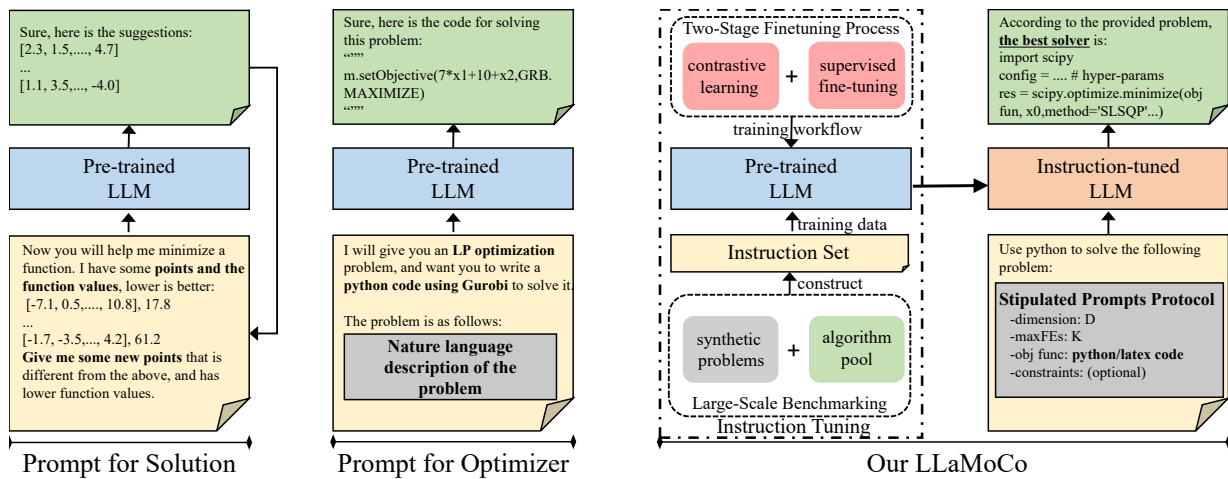 Sure, here is the suggestions:
[2.3, 1.5,...., 4.7]
...
[1.1, 3.5,..., -4.0]
Pre-trained
LLM
Now you will help me minimize a
function. I have some points and the
function values, lower is better:
[-7.1, 0.5,...., 10.8], 17.8
...
[-1.7, -3.5,..., 4.2], 61.2
Give me some new points that is
different from the above, and has
lower function values.
Prompt for Solution
Sure, here is the code for solving
this problem:
“””’
m.setObjective(7*x1+10+x2,GRB.
MAXIMIZE)
“””’
Pre-trained
LLM
I will give you an LP optimization
problem, and want you to write a
python code using Gurobi to solve it.
The problem is as follows:
Nature language
description of the
problem
Prompt for Optimizer
Two-Stage Finetuning Process
contrastive
learning
+
supervised
fine-tuning
training workflow
Pre-trained
LLM
training data
Instruction Set
construct
synthetic
problems
+
algorithm
pool
Large-Scale Benchmarking
Instruction Tuning
According to the provided problem,
the best solver is:
import scipy
config = .... # hyper-params
res = scipy.optimize.minimize(obj
fun, x0,method='SLSQP'...)
Instruction-tuned
LLM
Use python to solve the following
problem:
Stipulated Prompts Protocol
-dimension: D
-maxFEs: K
-obj func: python/latex code
-constraints: (optional)
Our LLaMoCo